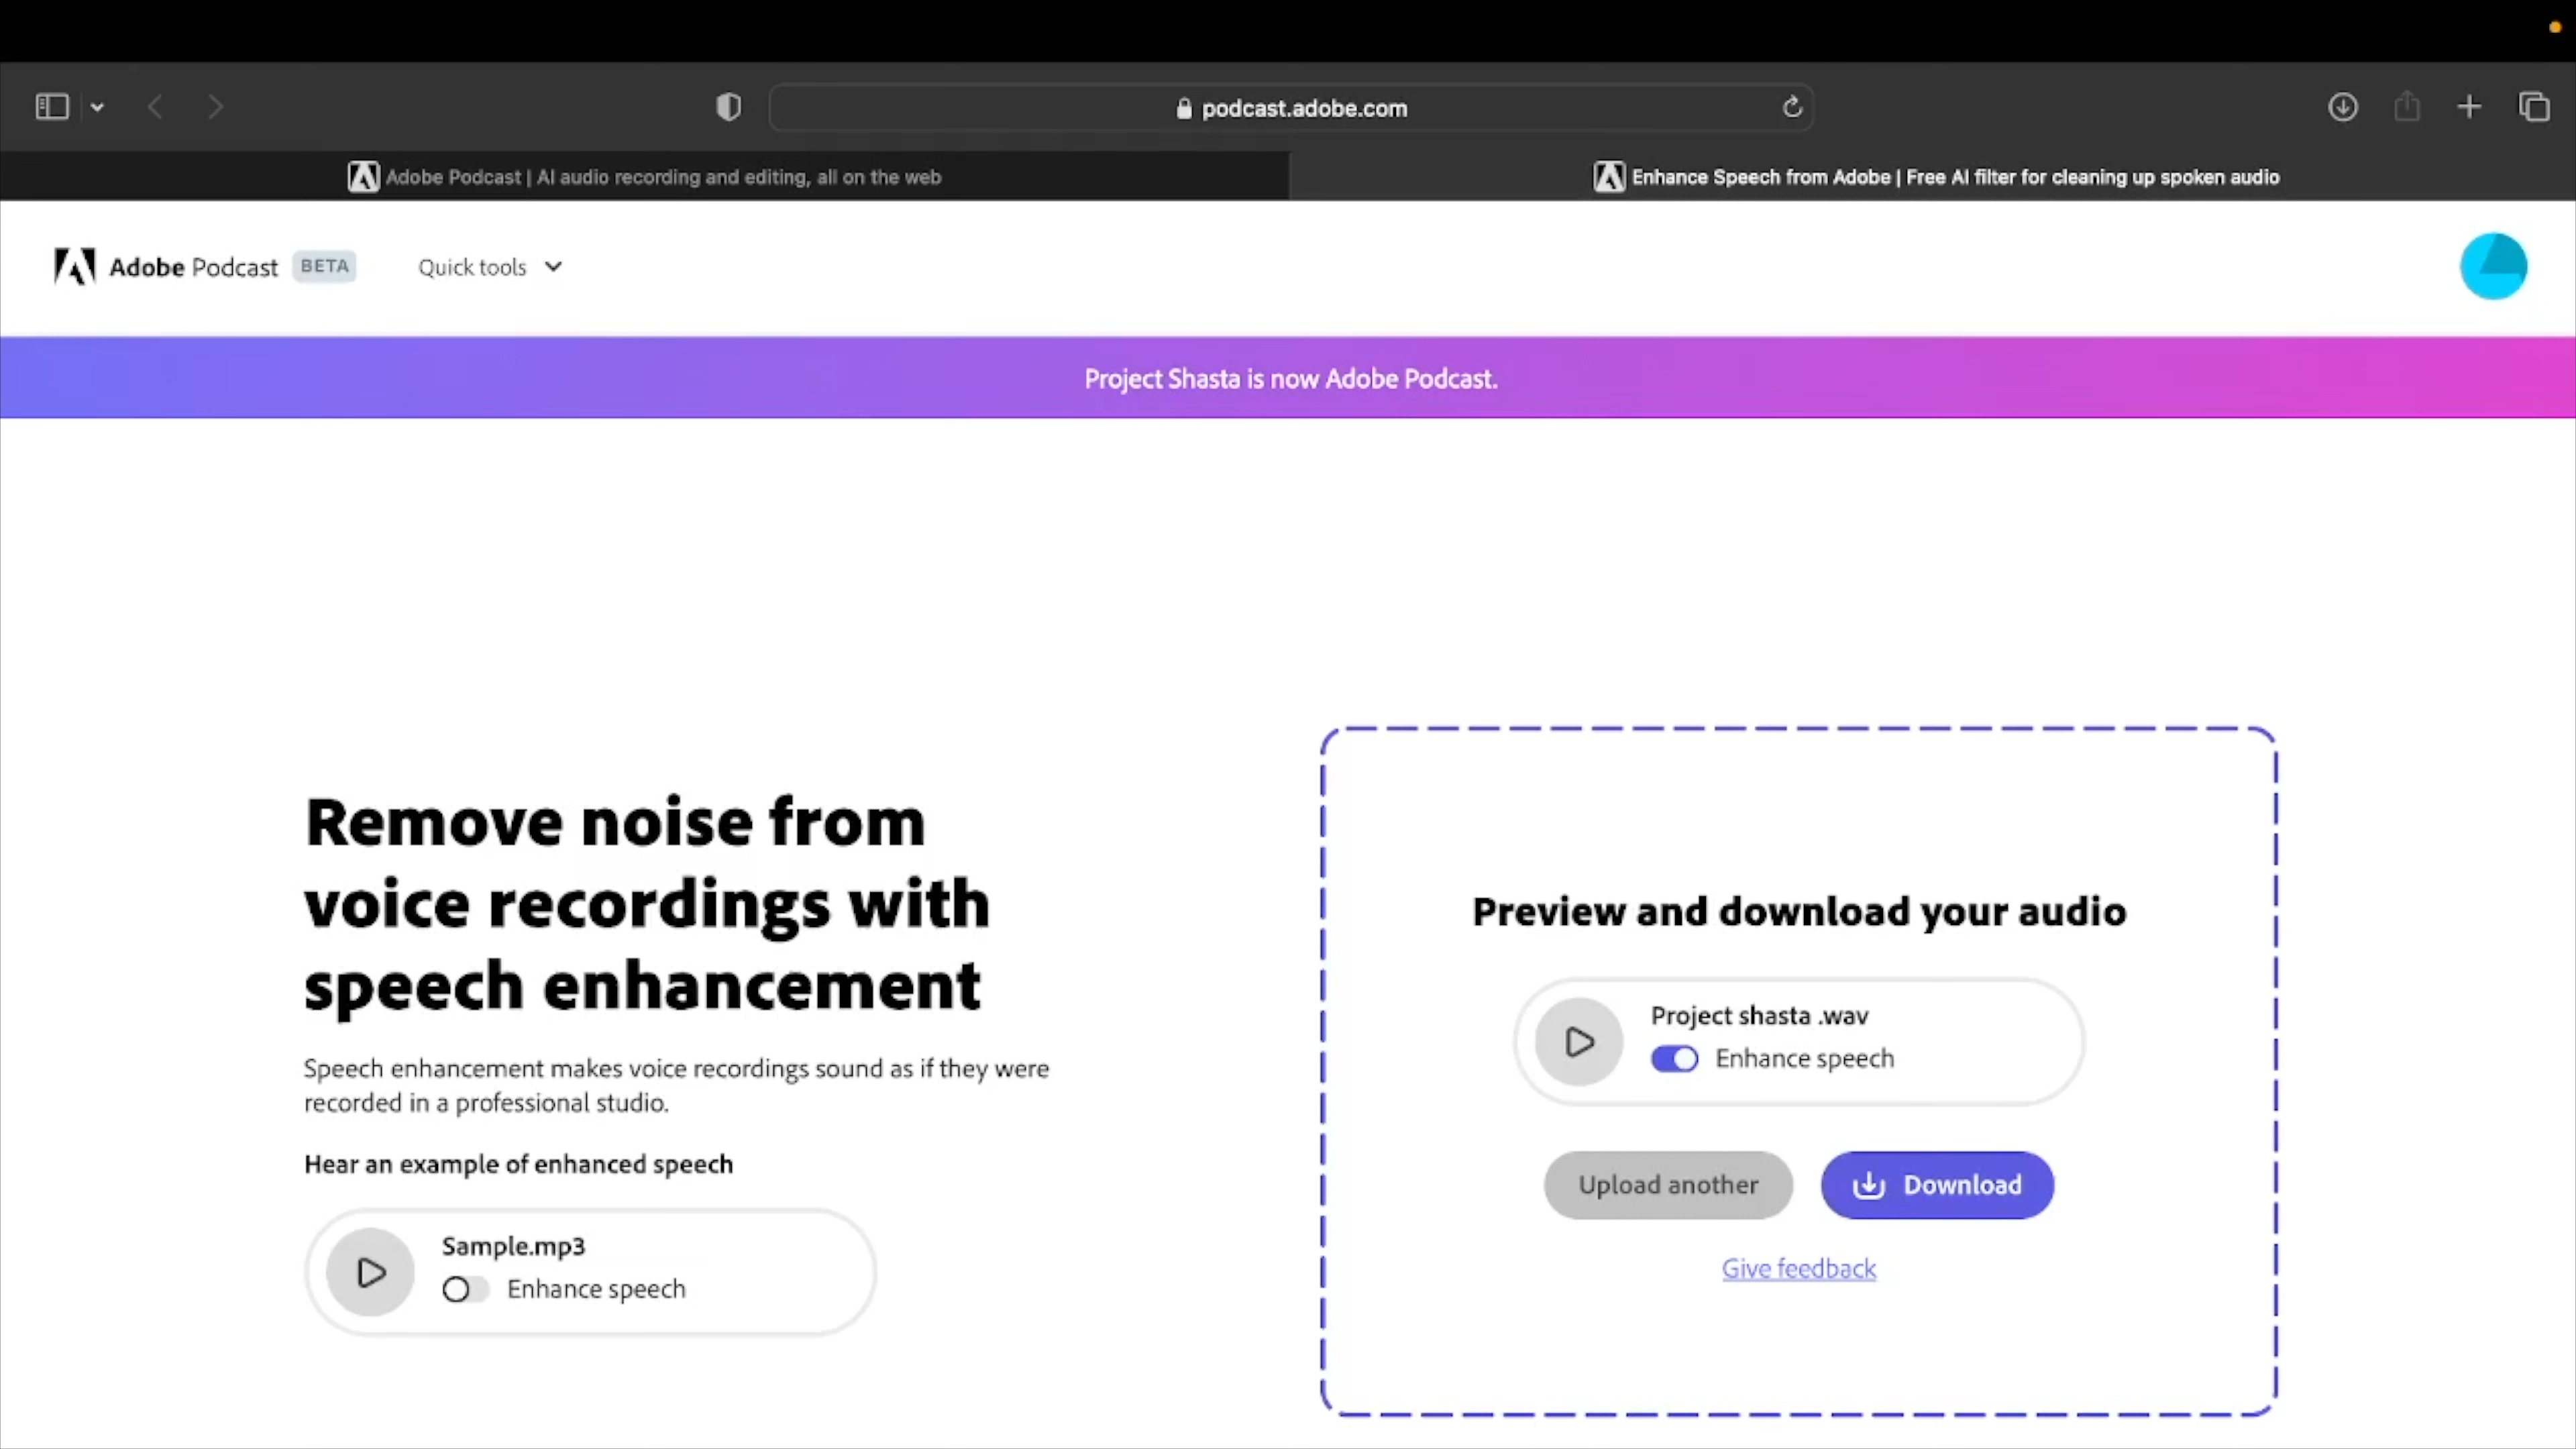 podcast.adobe.com
Adobe Podcast | AI audio recording and editing, all on the web
Enhance Speech from Adobe | Free AI filter for cleaning up spoken audio
Adobe Podcast BETA
Quick tools
Project Shasta is now Adobe Podcast.
Remove noise from
voice recordings with
speech enhancement
Speech enhancement makes voice recordings sound as if they were
recorded in a professional studio.
Hear an example of enhanced speech
Sample.mp3
Enhance speech
Preview and download your audio
Project shasta .wav
Enhance speech
Upload another
Download
Give feedback